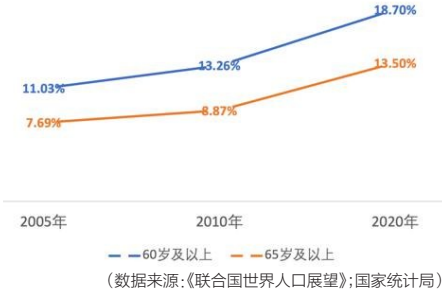 18.70%
13.26%
11.03%
13.50%
8.87%
7.69%
2005年 2010年 2020年
60岁及以上 65岁及以上
（数据来源:《联合国世界人口展望》；国家统计局）